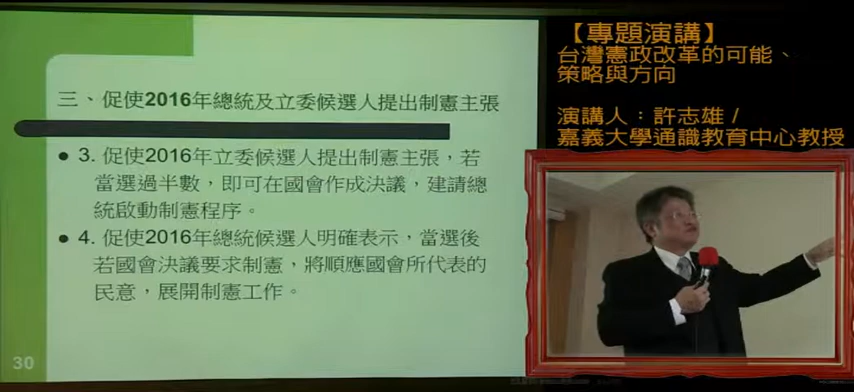 三、促使2016年總統及立委候選人提出制憲主張
3. 促使2016年立委候選人提出制憲主張，若
當選過半數，即可在國會作成決議，建請總
統啟動制憲程序。
4. 促使2016年總統候選人明確表示，當選後
若國會決議要求制憲，將順應國會所代表的
民意，展開制憲工作。
30
【專題演講】
台灣憲政改革的可能、
策略與方向
演講人：許志雄 /
嘉義大學通識教育中心教授